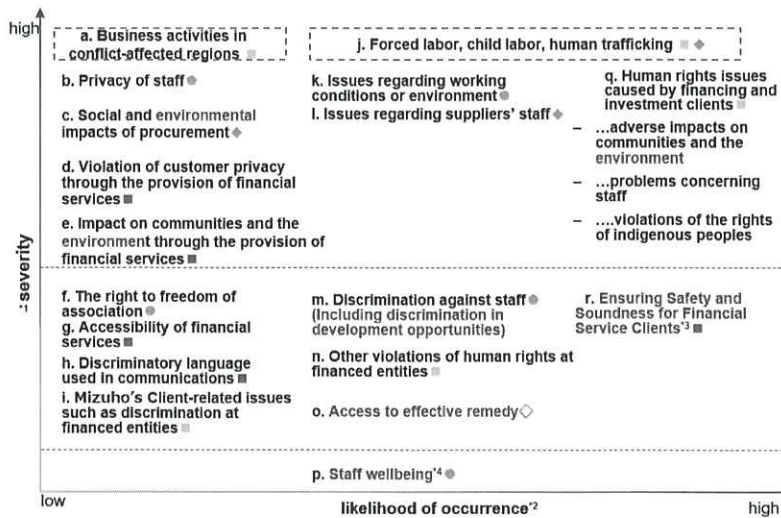 high
a. Business activities in
conflict-affected regions
j. Forced labor, child labor, human trafficking
b. Privacy of staff
c. Social and environmental
impacts of procurement
d. Violation of customer privacy
through the provision of financial
services
e. Impact on communities and the
environment through the provision of
financial services
k. Issues regarding working
conditions or environment
l. Issues regarding suppliers' staff
q. Human rights issues
caused by financing and
investment clients
– ...adverse impacts on
communities and the
environment
– ...problems concerning
staff
– ....violations of the rights
of indigenous peoples
severity
f. The right to freedom of
association
g. Accessibility of financial
services
h. Discriminatory language
used in communications
i. Mizuho's Client-related issues
such as discrimination at
financed entities
m. Discrimination against staff
(Including discrimination in
development opportunities)
n. Other violations of human rights at
financed entities
o. Access to effective remedy
r. Ensuring Safety and
Soundness for Financial
Service Clients*3
p. Staff wellbeing*4
low
likelihood of occurrence*2
high